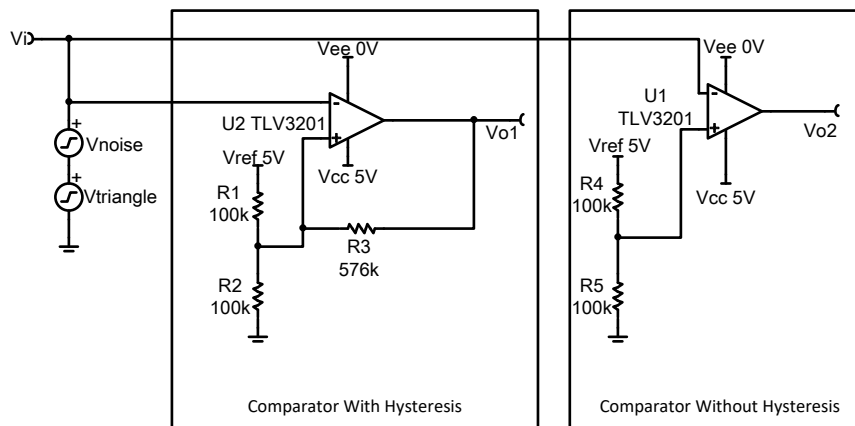 Vi
Vnoise
Vtriangle
+
+
Vee 0V
U2 TLV3201
-
+
Vcc 5V
Vref 5V
R1
100k
R2
100k
R3
576k
Vo1
Comparator With Hysteresis
Vee 0V
U1
TLV3201
-
+
Vcc 5V
Vref 5V
R4
100k
R5
100k
Vo2
Comparator Without Hysteresis